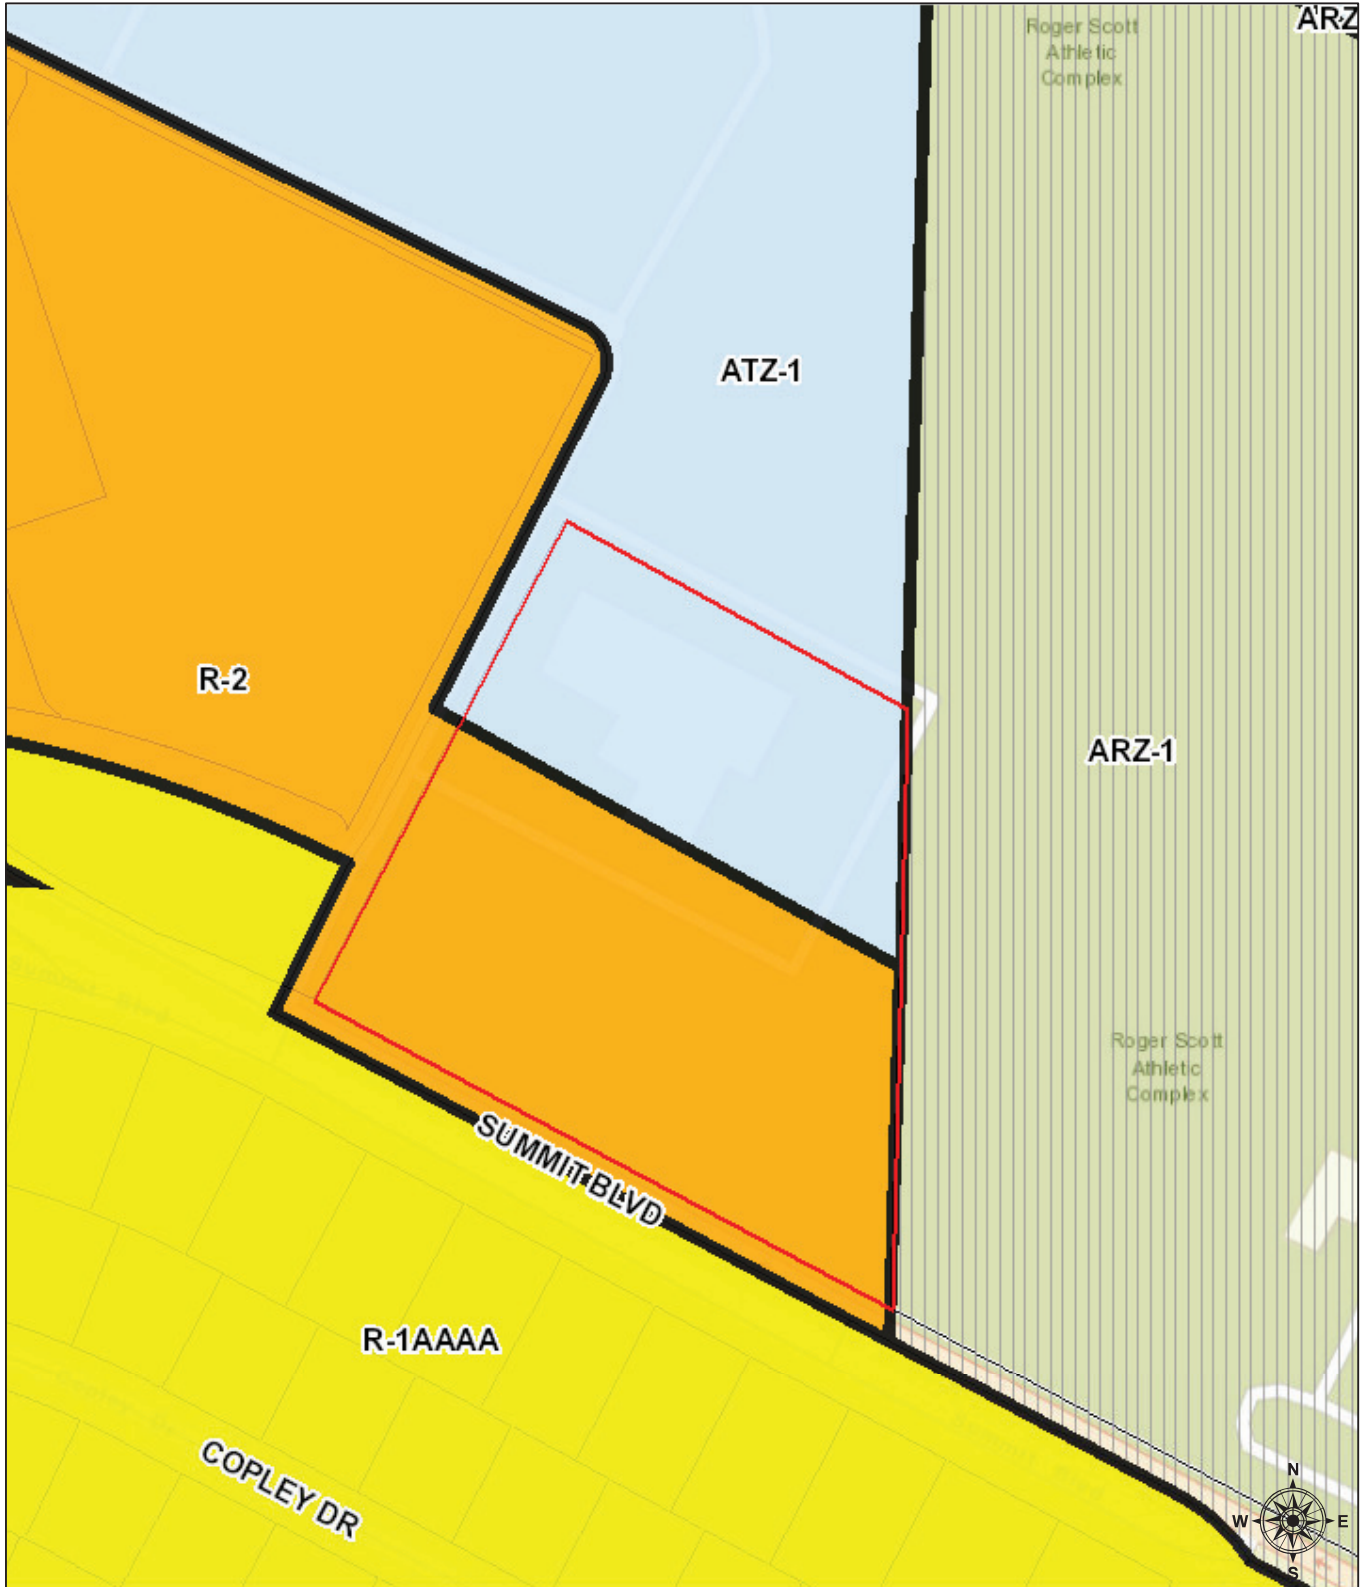 Roger Scott
Athletic
Complex
ARZ
ATZ-1
R-2
ARZ-1
Roger Scott
Athletic
Complex
SUMMIT BLVD
R-1AAAA
COPLEY DR
N
W
E
S